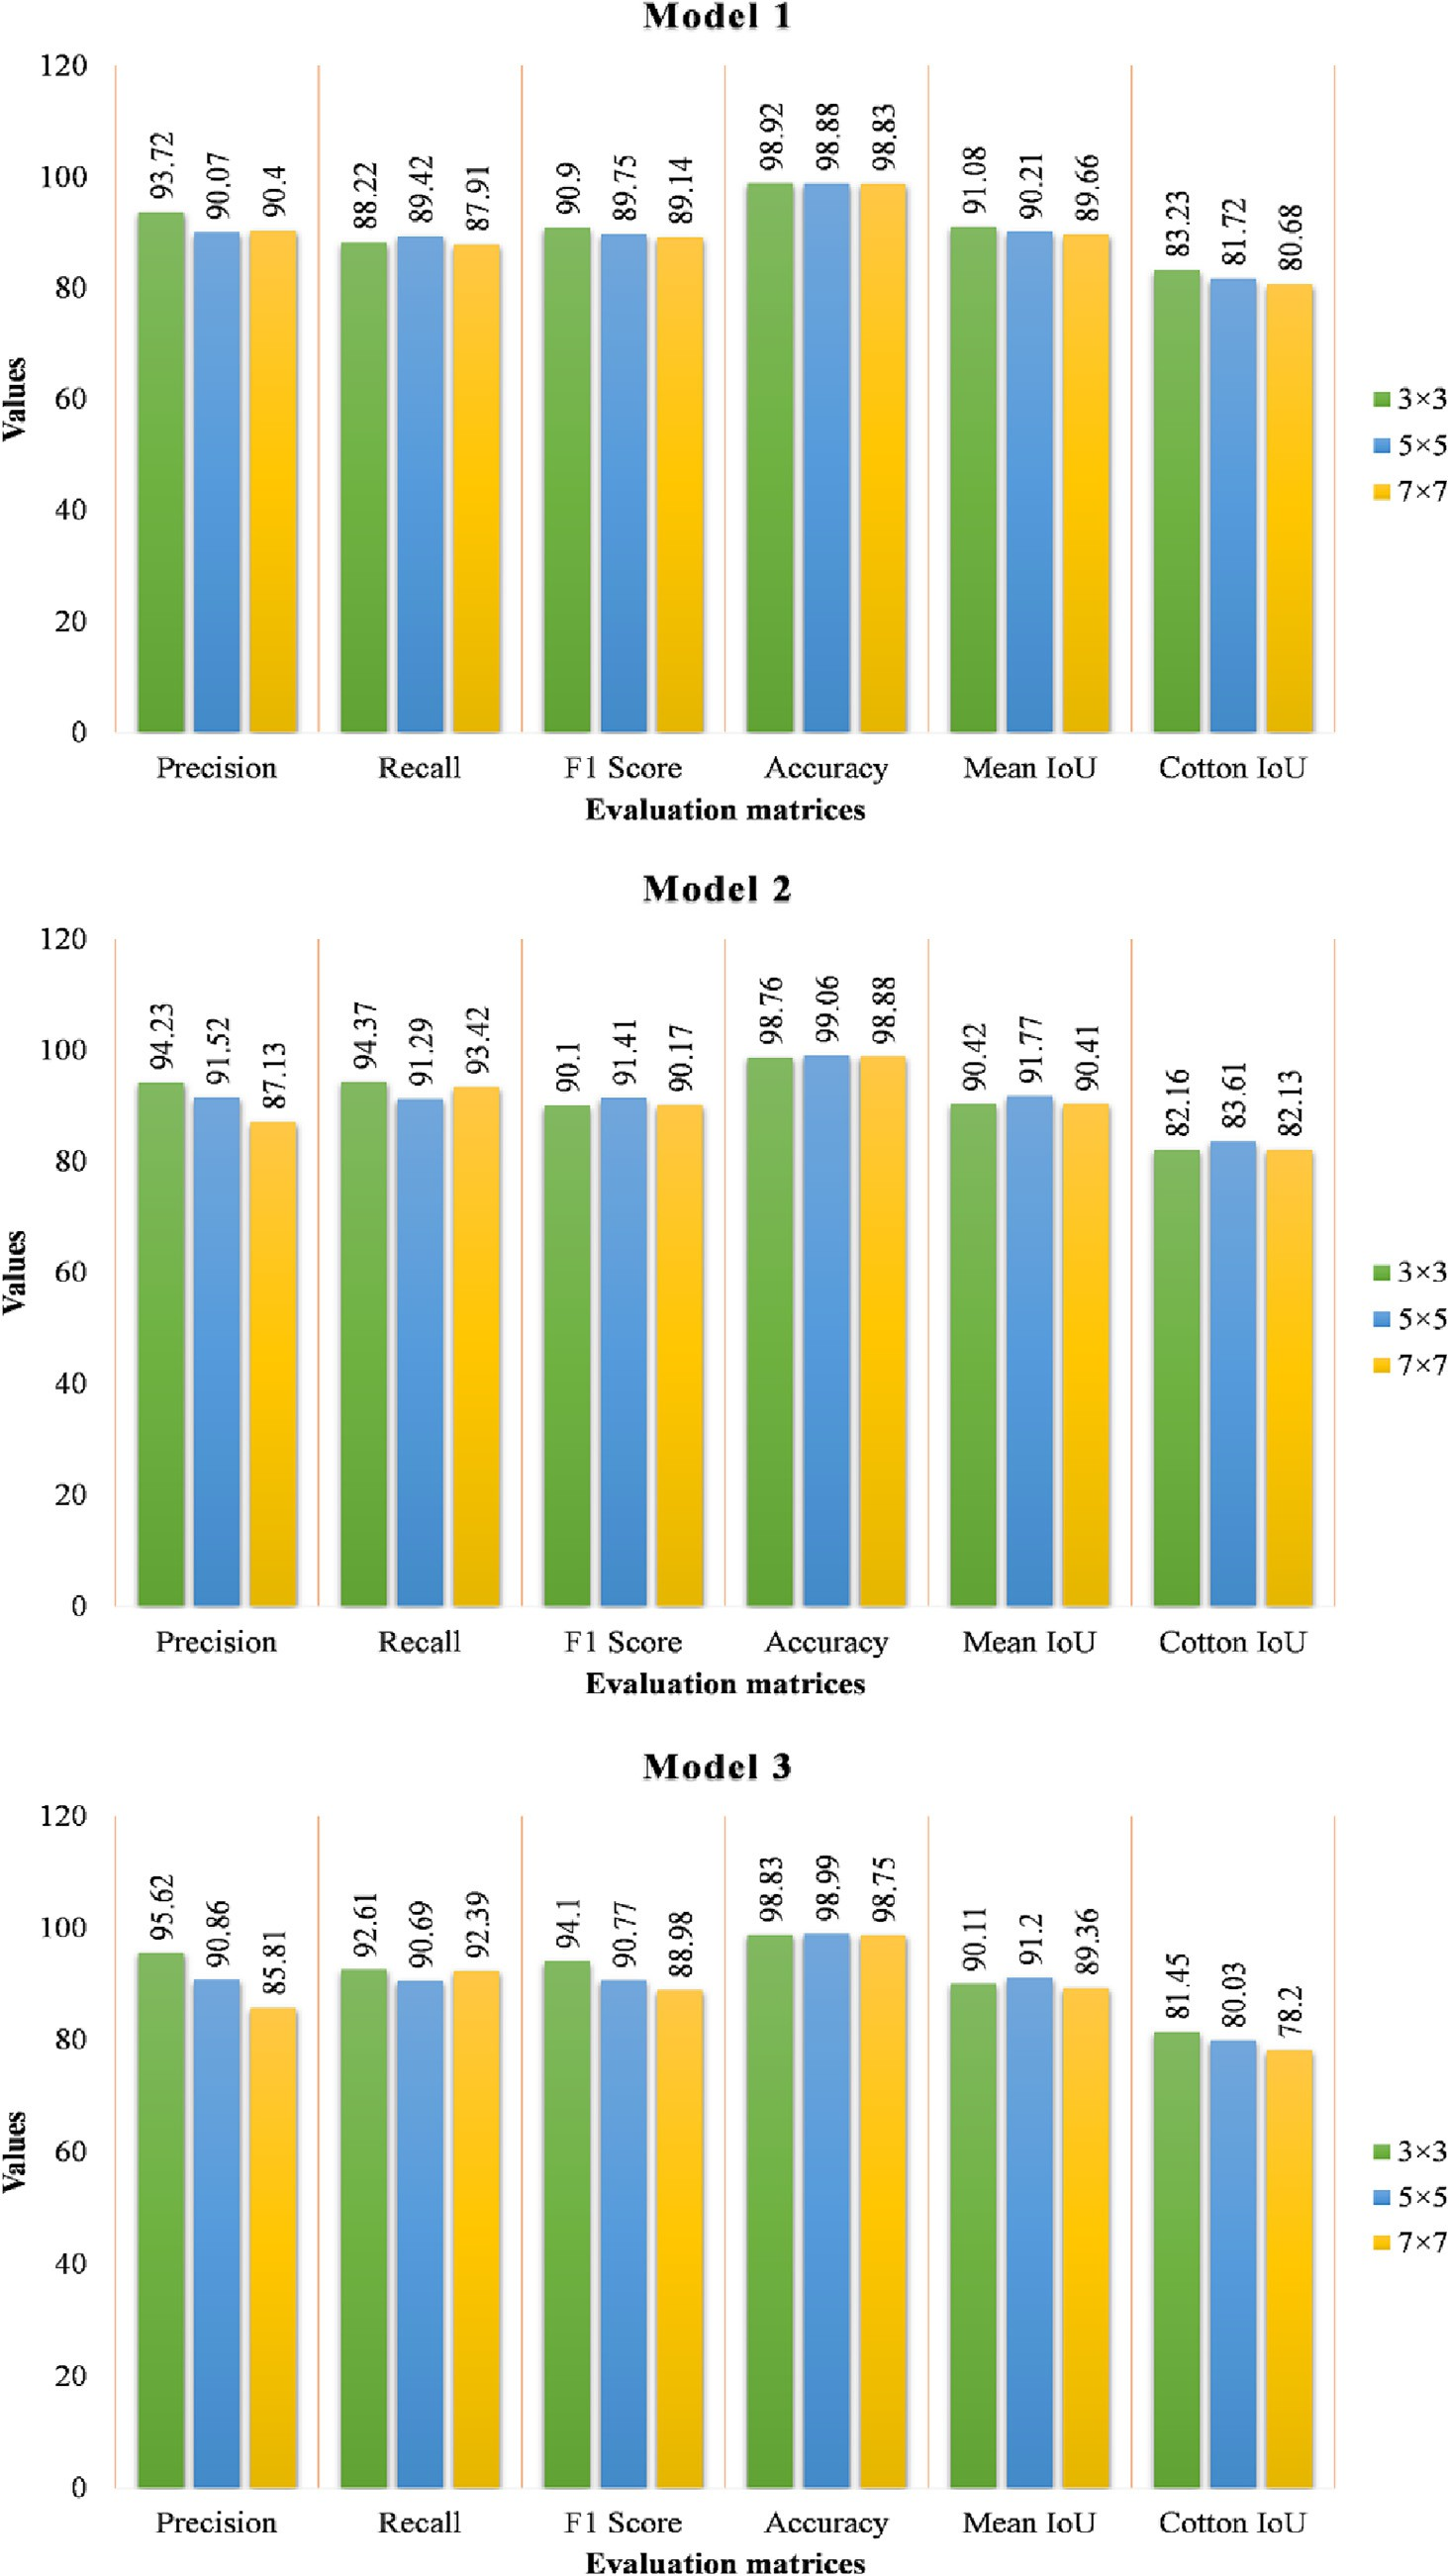 Model 1
120
100
80
60
40
20
0
Values
93.72 90.07 90.4 88.22 89.42 87.91 90.9 89.75 89.14 98.92 98.88 98.83 91.08 90.21 89.66 83.23 81.72 80.68
3×3
5×5
7×7
Precision Recall F1 Score Accuracy Mean IoU Cotton IoU
Evaluation matrices
Model 2
120
100
80
60
40
20
0
Values
94.23 91.52 87.13 94.37 91.29 93.42 90.1 91.41 90.17 98.76 99.06 98.88 90.42 91.77 90.41 82.16 83.61 82.13
3×3
5×5
7×7
Precision Recall F1 Score Accuracy Mean IoU Cotton IoU
Evaluation matrices
Model 3
120
100
80
60
40
20
0
Values
95.62 90.86 85.81 92.61 90.69 92.39 94.1 90.77 88.98 98.83 98.99 98.75 90.11 91.2 89.36 81.45 80.03 78.2
3×3
5×5
7×7
Precision Recall F1 Score Accuracy Mean IoU Cotton IoU
Evaluation matrices